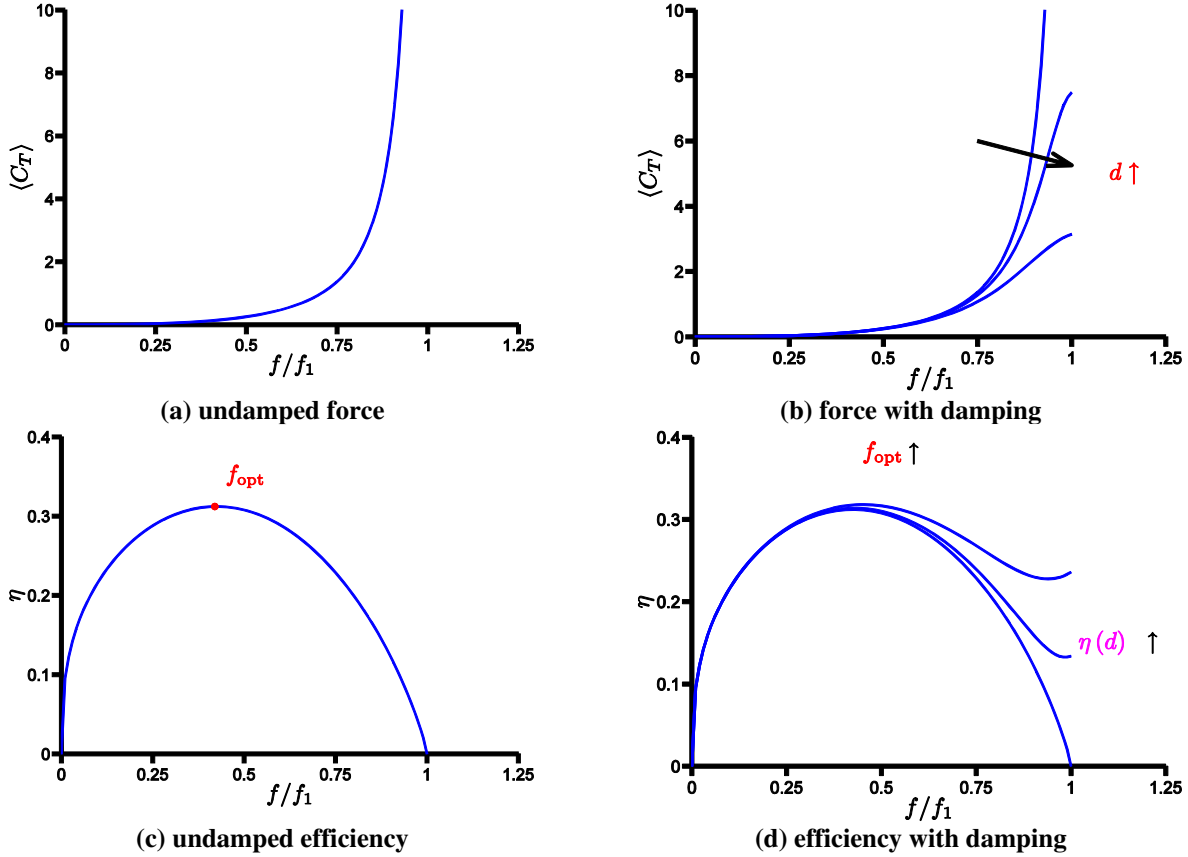 10
8
6
4
2
0
⟨C_T⟩
0 0.25 0.5 0.75 1 1.25
f/f₁
(a) undamped force
10
8
6
4
2
0
⟨C_T⟩
d ↑
0 0.25 0.5 0.75 1 1.25
f/f₁
(b) force with damping
0.4
0.3
0.2
0.1
0
η
f_opt
0 0.25 0.5 0.75 1 1.25
f/f₁
(c) undamped efficiency
0.4
0.3
0.2
0.1
0
η
f_opt ↑
η(d) ↑
0 0.25 0.5 0.75 1 1.25
f/f₁
(d) efficiency with damping